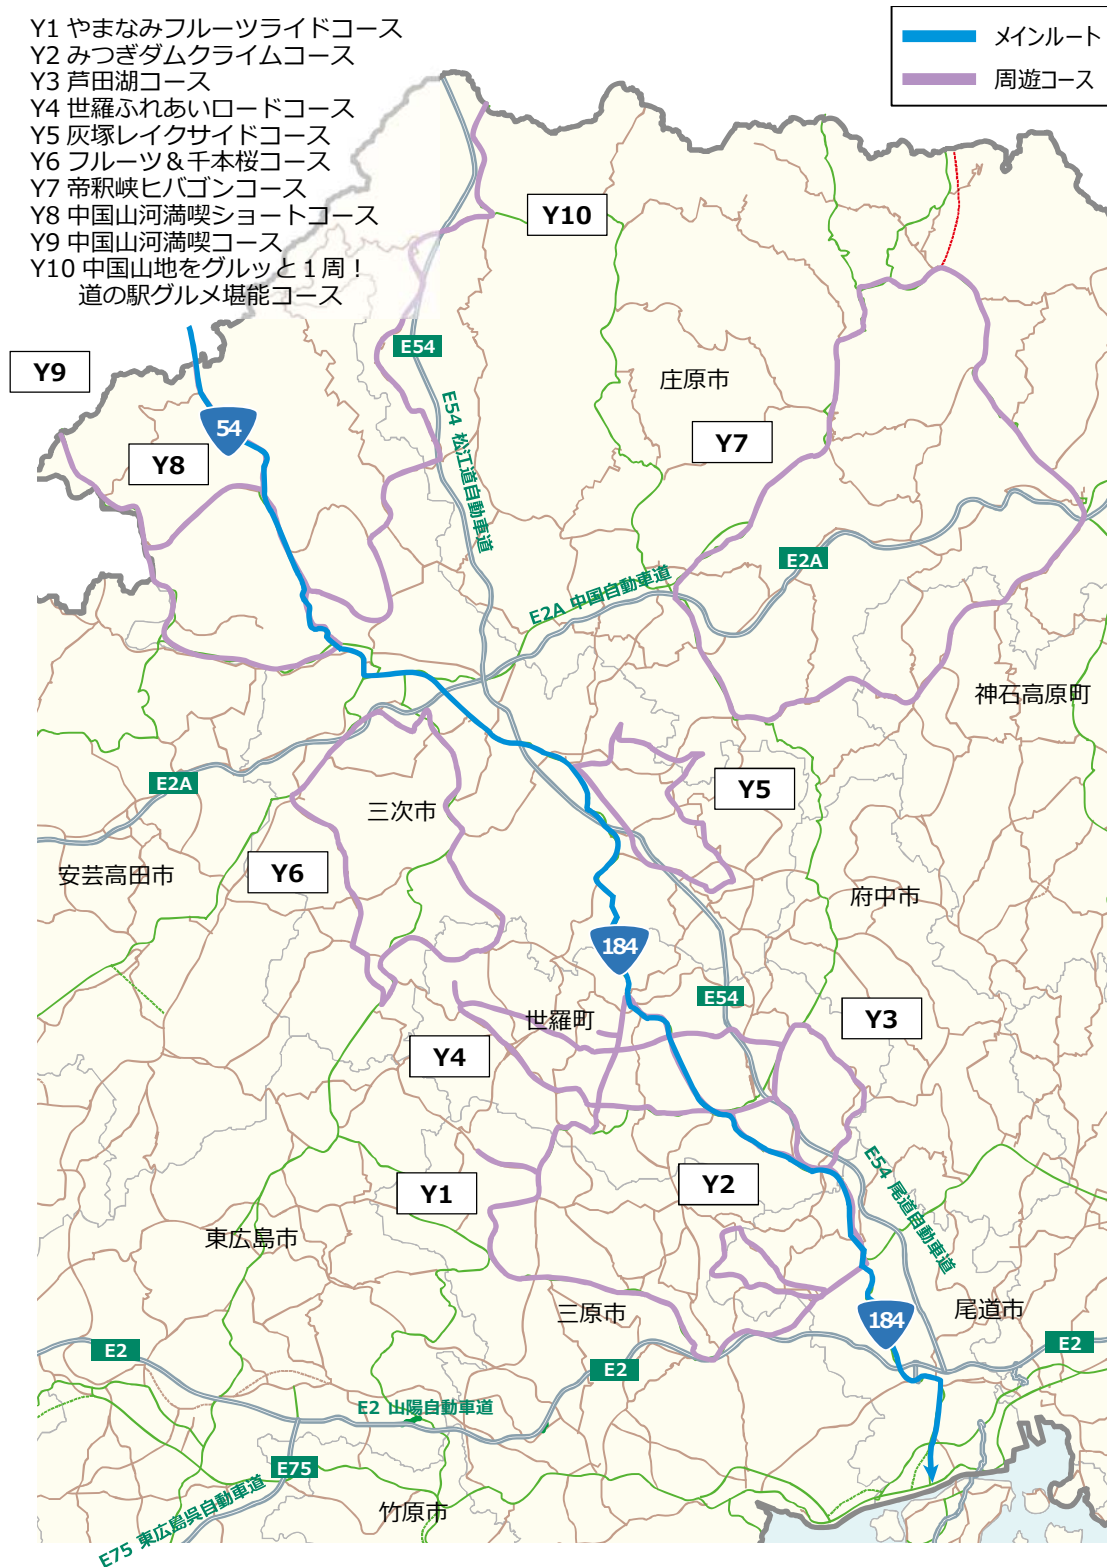 Y1 やまなみフルーツライドコース
Y2 みつぎダムクライムコース
Y3 芦田湖コース
Y4 世羅ふれあいロードコース
Y5 灰塚レイクサイドコース
Y6 フルーツ＆千本桜コース
Y7 帝釈峡ヒバゴンコース
Y8 中国山河満喫ショートコース
Y9 中国山河満喫コース
Y10 中国山地をグルッと１周！
道の駅グルメ堪能コース
メインルート
周遊コース
Y10
E54
Y9
庄原市
54
E54 松江道自動車道
Y7
Y8
E2A
E2A 中国自動車道
神石高原町
E2A
Y5
三次市
Y6
安芸高田市
府中市
184
E54
世羅町
Y3
Y4
Y1
Y2
E54 尾道自動車道
東広島市
三原市
184
尾道市
E2
E2
E2
E2 山陽自動車道
E75
竹原市
E75 東広島呉自動車道